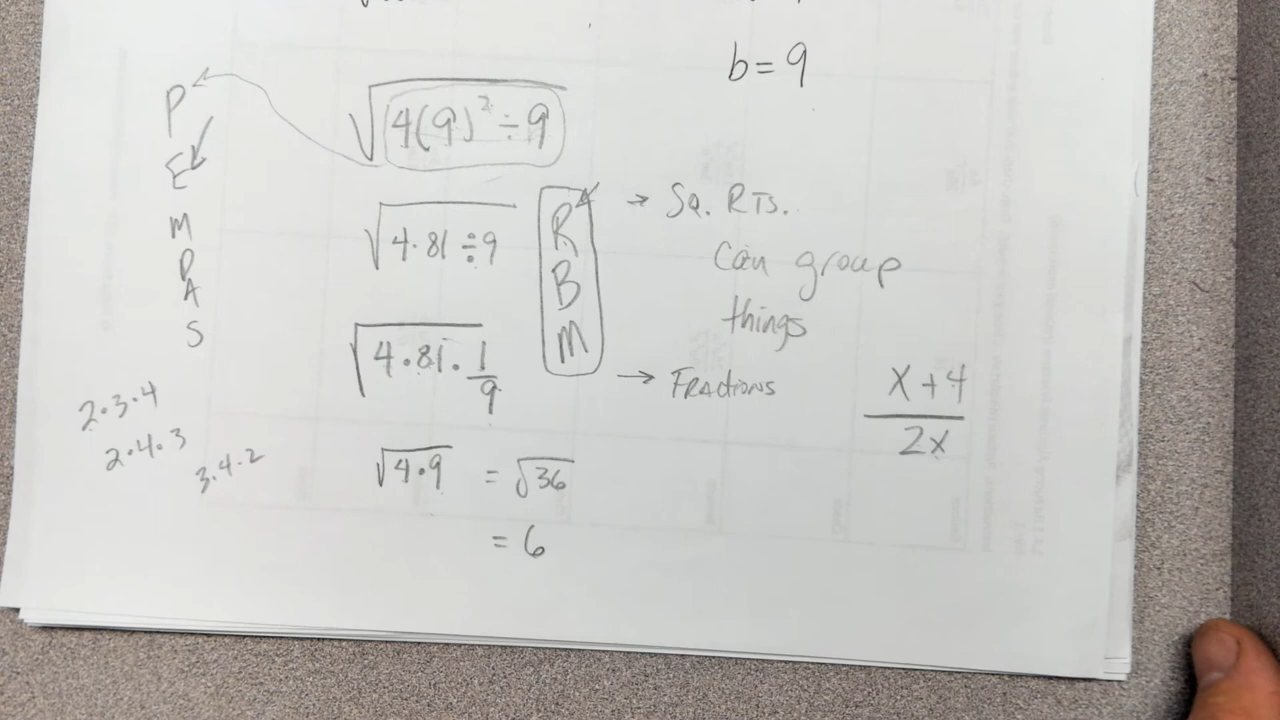 b=9
P
E
M
D
A
S
√4(9)²÷9
√4·81÷9
√4·81·1/9
√4·9 = √36
= 6
R
B
M
→ Sq. RTS.
Can group
things
→ FRACTIONS
X+4
2x
2·3·4
2·4·3
3·4·2